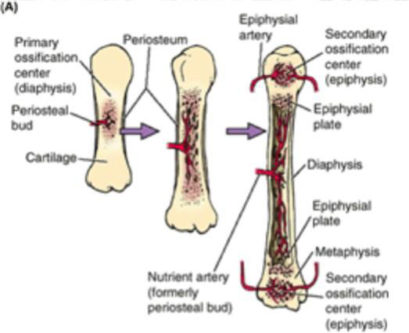 (A)
Primary
ossification
center
(diaphysis)
Periosteum
Periosteal
bud
Cartilage
Epiphysial
artery
Secondary
ossification
center
(epiphysis)
Epiphysial
plate
Diaphysis
Epiphysial
plate
Metaphysis
Nutrient artery
(formerly
periosteal bud)
Secondary
ossification
center
(epiphysis)